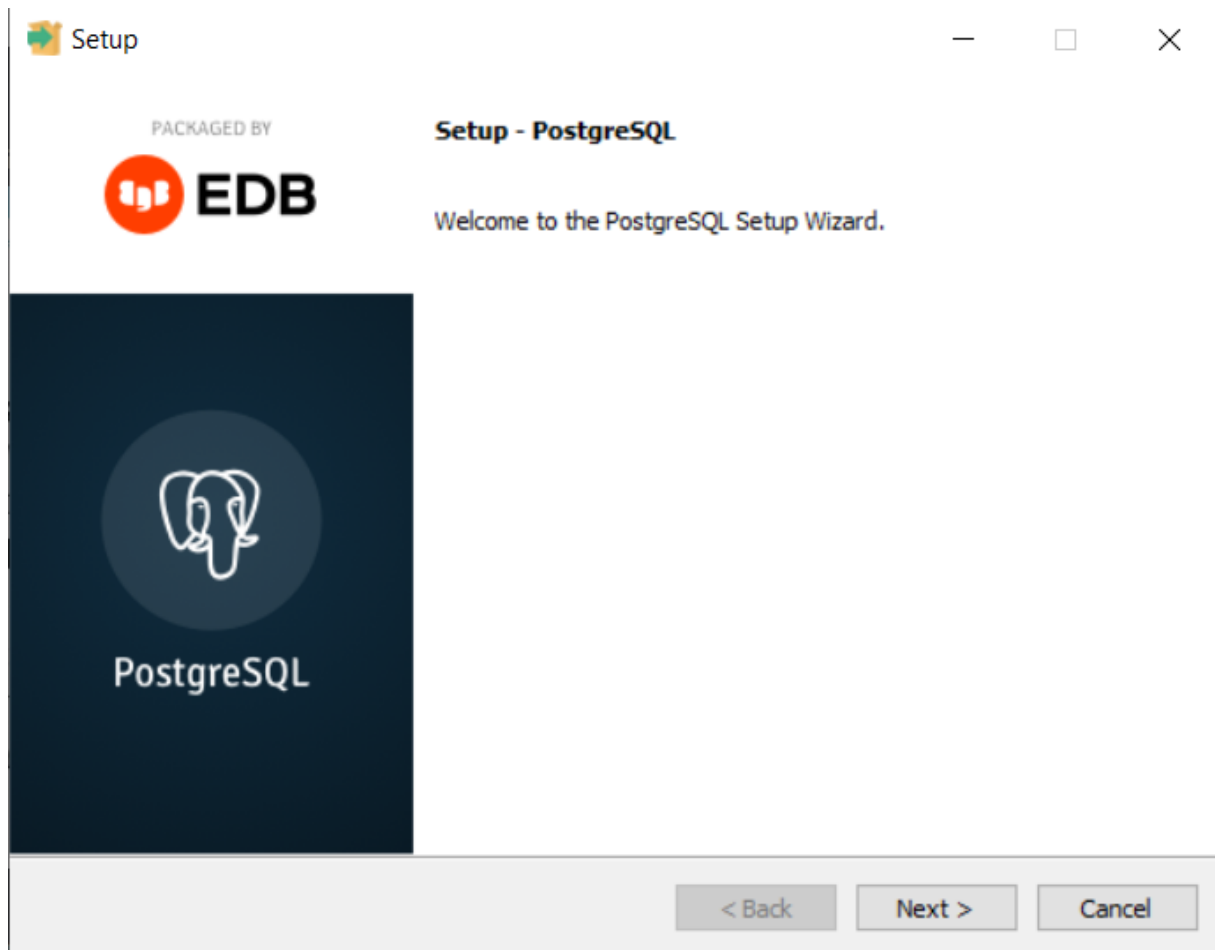 Setup
PACKAGED BY
EDB
Setup - PostgreSQL
Welcome to the PostgreSQL Setup Wizard.
PostgreSQL
< Back
Next >
Cancel